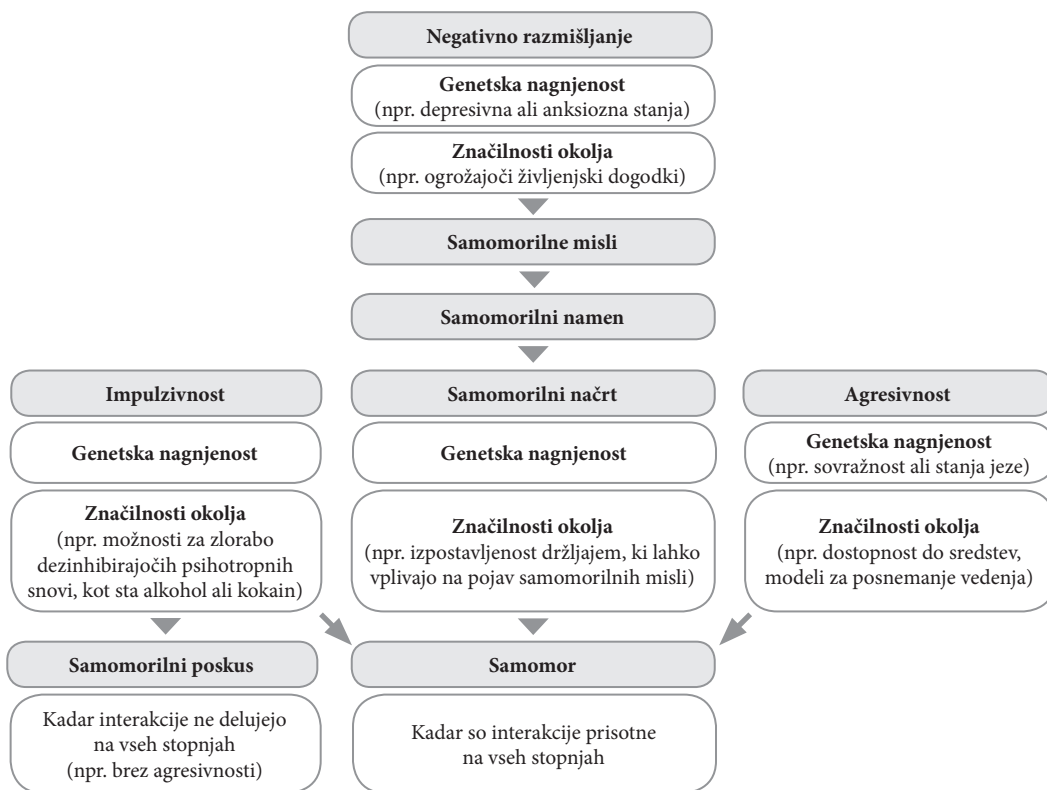 Negativno razmišljanje
Genetska nagnjenost
(npr. depresivna ali anksiozna stanja)
Značilnosti okolja
(npr. ogrožajoči življenjski dogodki)
Samomorilne misli
Samomorilni namen
Impulzivnost
Genetska nagnjenost
Značilnosti okolja
(npr. možnosti za zlorabo
dezinhibirajočih psihotropnih
snovi, kot sta alkohol ali kokain)
Samomorilni načrt
Genetska nagnjenost
Značilnosti okolja
(npr. izpostavljenost držljajem, ki lahko
vplivajo na pojav samomorilnih misli)
Agresivnost
Genetska nagnjenost
(npr. sovražnost ali stanja jeze)
Značilnosti okolja
(npr. dostopnost do sredstev,
modeli za posnemanje vedenja)
Samomorilni poskus
Kadar interakcije ne delujejo
na vseh stopnjah
(npr. brez agresivnosti)
Samomor
Kadar so interakcije prisotne
na vseh stopnjah